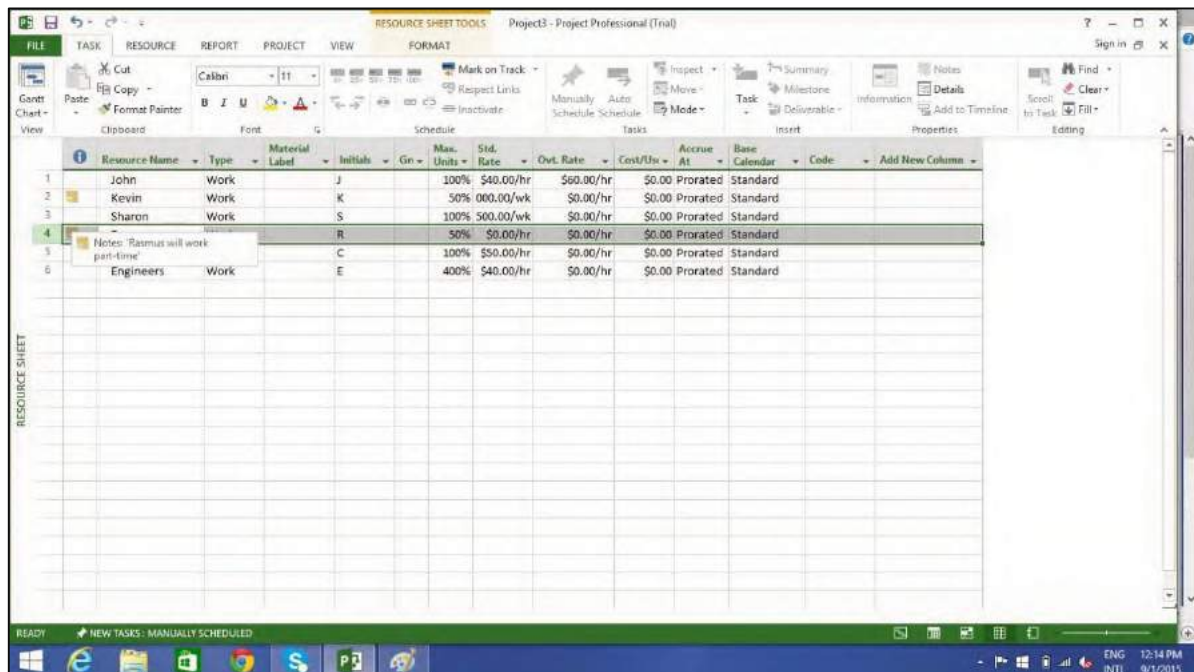 RESOURCE SHEET TOOLS Project3 - Project Professional (Trial) ?
FILE TASK RESOURCE REPORT PROJECT VIEW FORMAT Sign in
Gantt Chart View
Paste Cut Copy Format Painter Clipboard
Calibri 11 B I U A Font
Mark on Track Respect Links Inactivate Schedule
Manually Schedule Auto Schedule Inspect Move Mode Tasks
Task Summary Milestone Deliverable Insert
Information Notes Details Add to Timeline Properties
Scroll to Task Find Clear Fill Editing
Resource Name Type Material Label Initials Gr Max. Units Std. Rate Ovt. Rate Cost/Us Accrue At Base Calendar Code Add New Column
1 John Work J 100% $40.00/hr $60.00/hr $0.00 Prorated Standard
2 Kevin Work K 50% 000.00/wk $0.00/hr $0.00 Prorated Standard
3 Sharon Work S 100% 500.00/wk $0.00/hr $0.00 Prorated Standard
4 R 50% $0.00/hr $0.00/hr $0.00 Prorated Standard
Notes: 'Rasmus will work
part-time'
5 C 100% $50.00/hr $0.00/hr $0.00 Prorated Standard
6 Engineers Work E 400% $40.00/hr $0.00/hr $0.00 Prorated Standard
RESOURCE SHEET
READY NEW TASKS : MANUALLY SCHEDULED
ENG 12:14 PM
INTL 9/1/2015